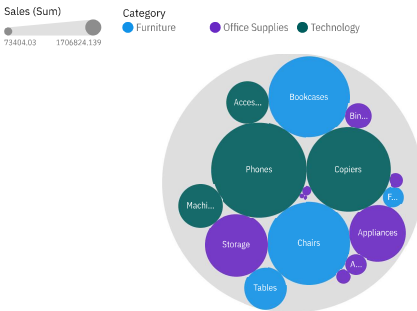 Sales (Sum)
73404.03 1706824.139
Category
Furniture Office Supplies Technology
Bookcases
Acces...
Bin...
Phones
Copiers
F...
Machi...
Appliances
Storage
Chairs
A...
Tables